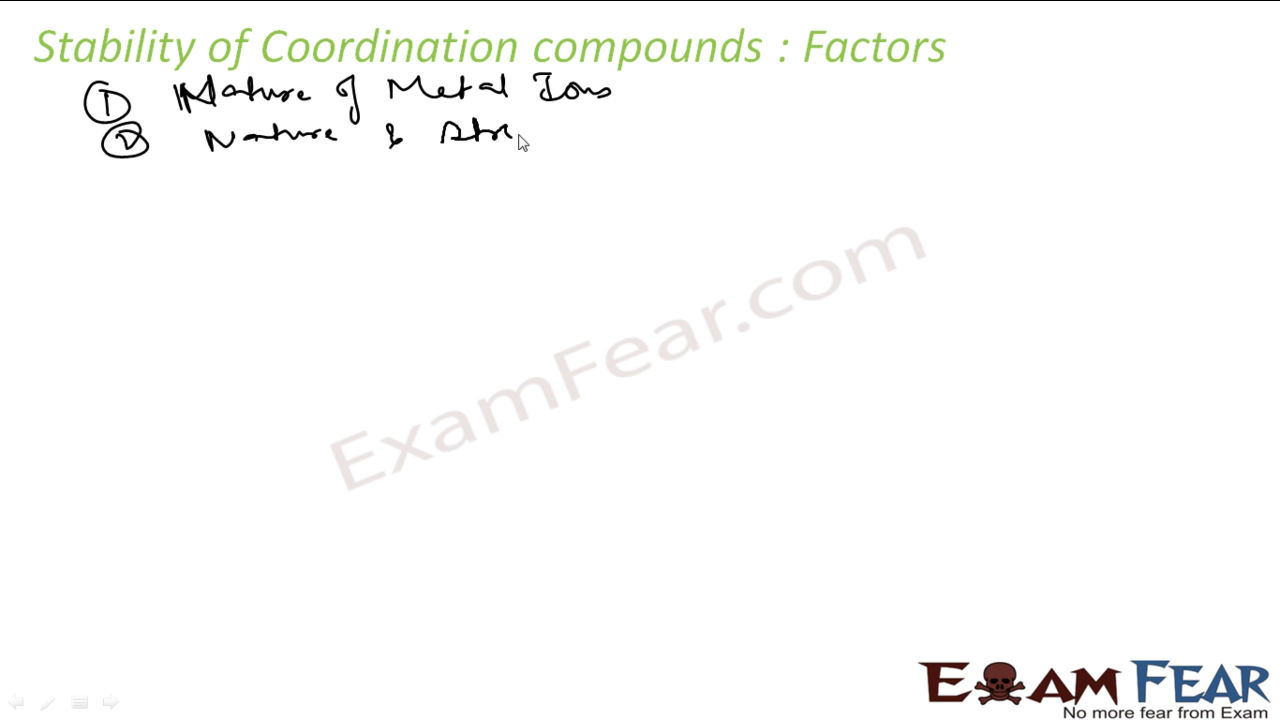 Stability of Coordination compounds : Factors
① Nature of Metal Ions
② Nature & Str
ExamFear.com
EXAM FEAR
No more fear from Exam